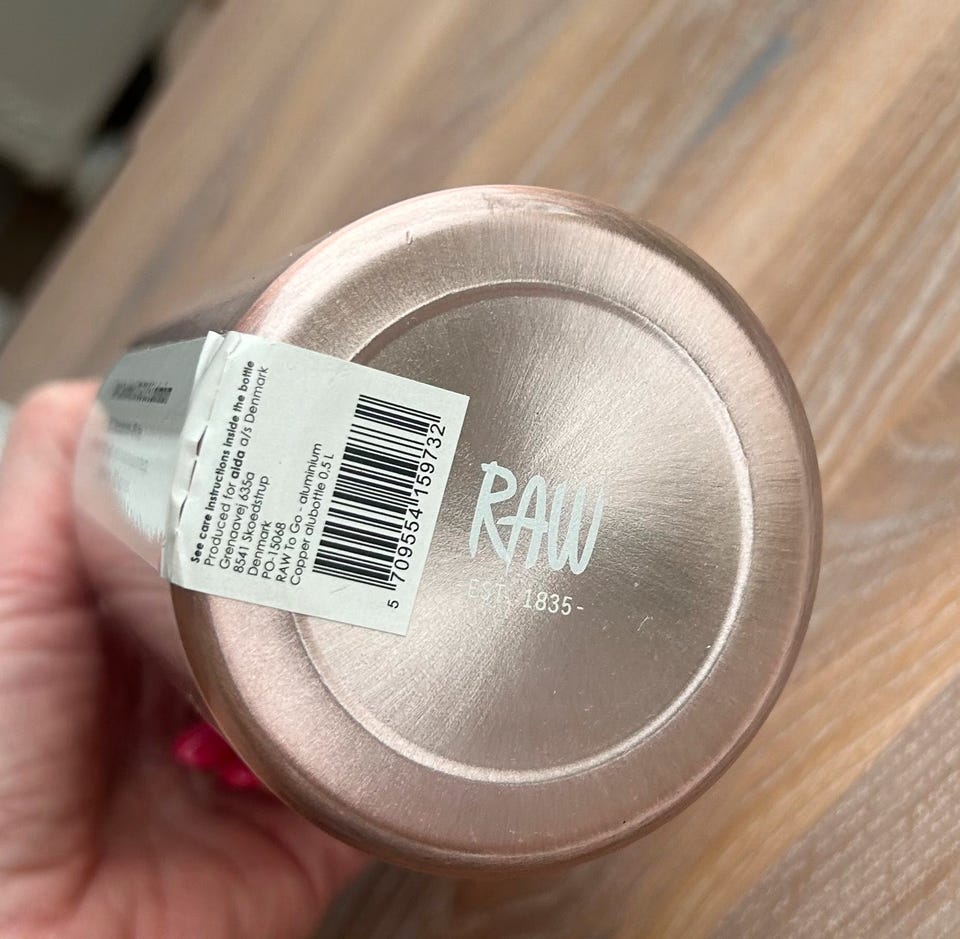 See care instructions inside the bottle
Produced for aida a/s Denmark
Grenaavej 635a
8541 Skoedstrup
Denmark
PO-15068
RAW To Go - aluminium
Copper alubottle 0.5 L
5 709554 159732
RAW
EST. 1835-